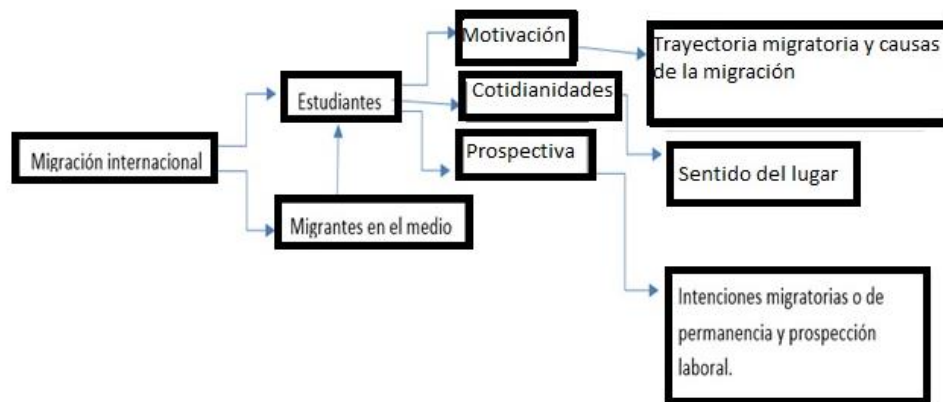 Migración internacional
Estudiantes
Migrantes en el medio
Motivación
Cotidianidades
Prospectiva
Trayectoria migratoria y causas
de la migración
Sentido del lugar
Intenciones migratorias o de
permanencia y prospección
laboral.